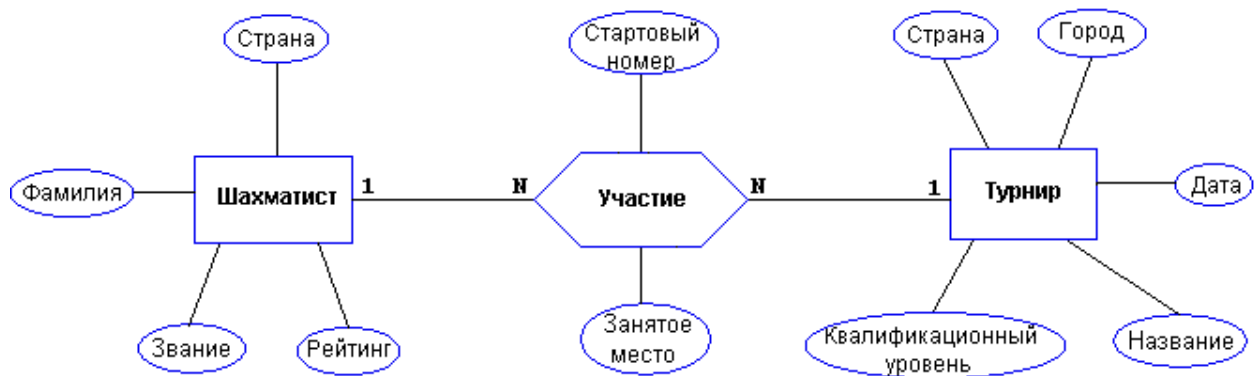 Страна
Стартовый
номер
Страна
Город
Фамилия
Шахматист
1
N
Участие
N
1
Турнир
Дата
Звание
Рейтинг
Занятое
место
Квалификационный
уровень
Название